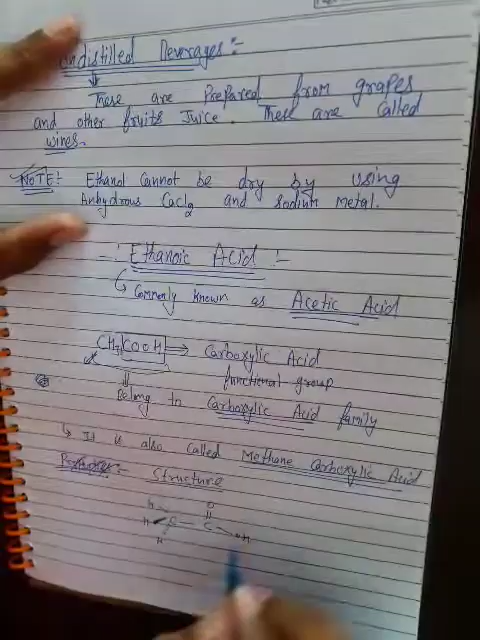 Undistilled Beverages:-
These are Prepared from grapes
and other fruits Juice. These are called
wines.
NOTE: Ethanol Cannot be dry by using
Anhydrous CaCl2 and Sodium Metal.
-: Ethanoic Acid :-
Commonly known as Acetic Acid
CH3COOH ⇒ Carboxylic Acid
functional group
Belong to Carboxylic Acid family
↳ It is also called Methane Carboxylic Acid
:- Structure
H O
H C - C
H OH